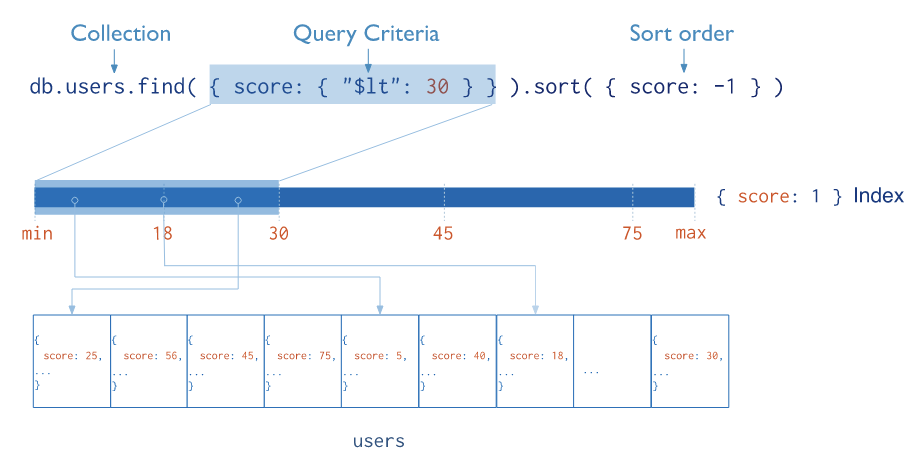 Collection Query Criteria Sort order
db.users.find( { score: { "$lt": 30 } } ).sort( { score: -1 } )
{ score: 1 } Index
min 18 30 45 75 max
{ { { { { { { {
score: 25, score: 56, score: 45, score: 75, score: 5, score: 40, score: 18, score: 30,
... ... ... ... ... ... ... ... ...
} } } } } } } }
users